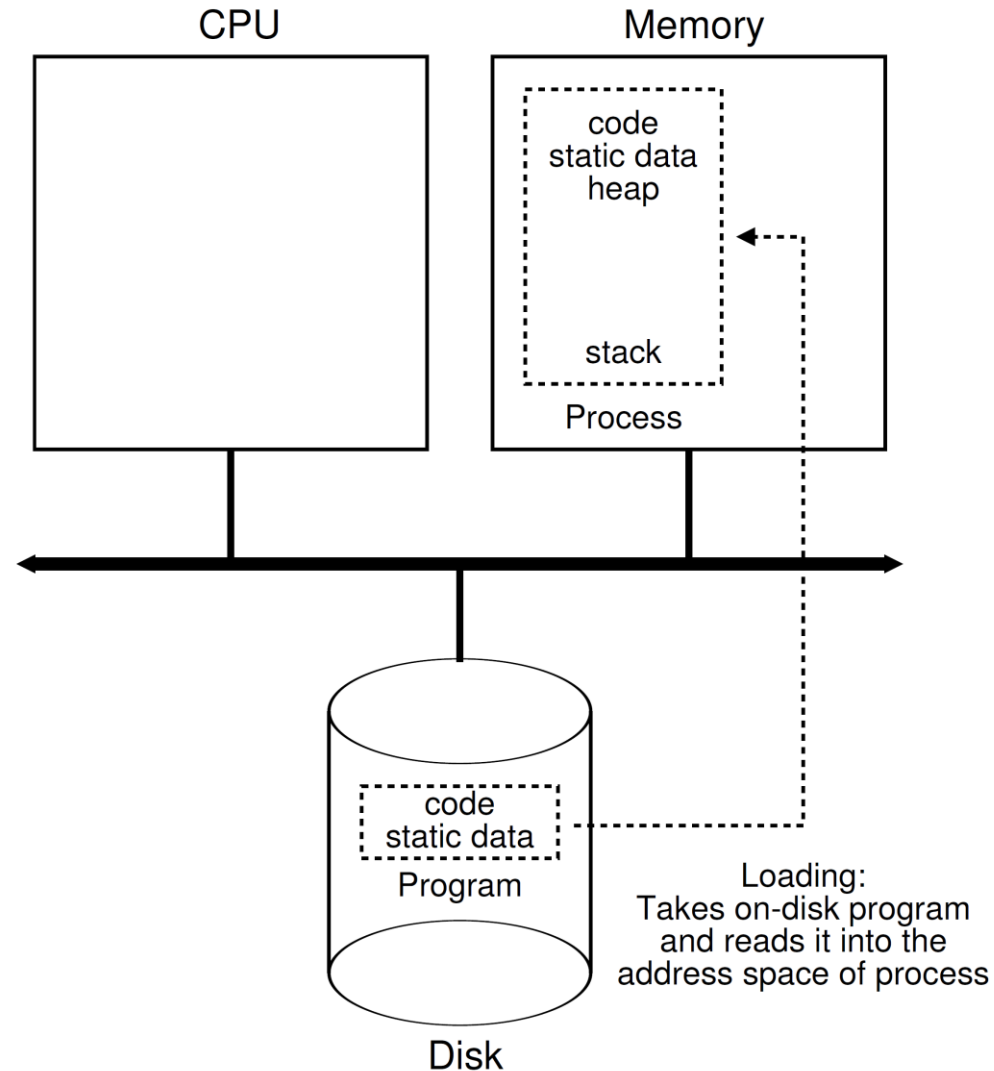 CPU
Memory
code
static data
heap
stack
Process
code
static data
Program
Loading:
Takes on-disk program
and reads it into the
address space of process
Disk